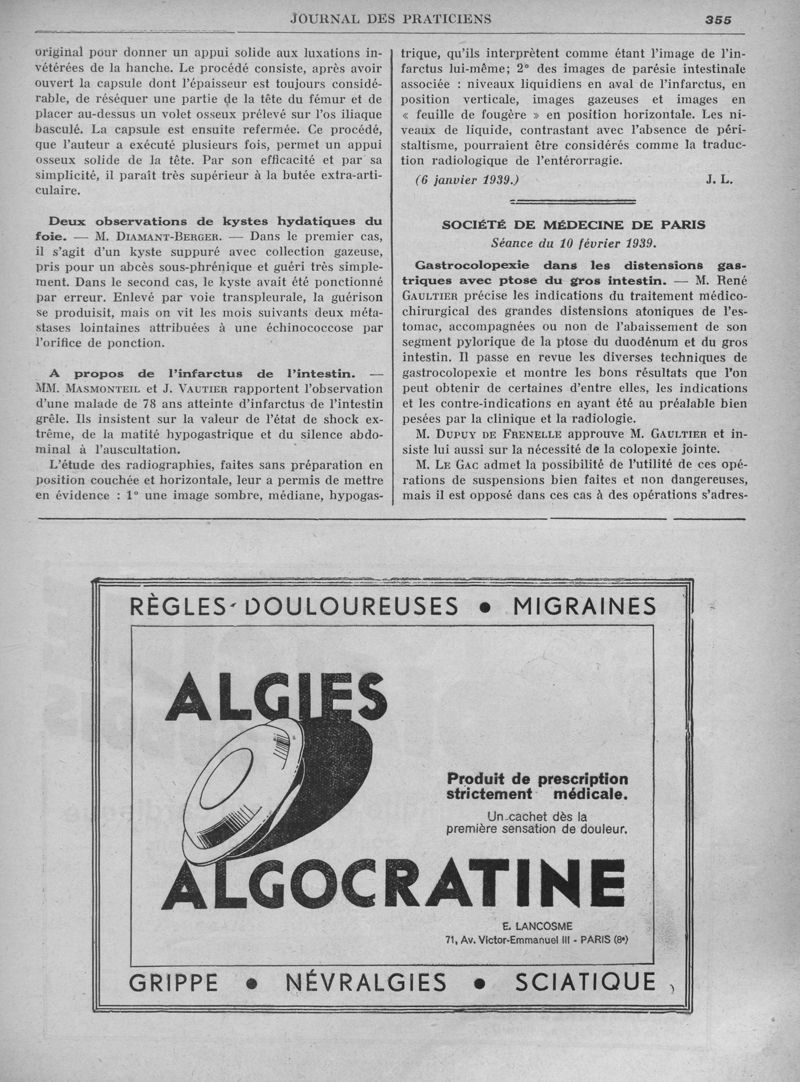 JOURNAL DES PRATICIENS 355
original pour donner un appui solide aux luxations in-
vétérées de la hanche. Le procédé consiste, après avoir
ouvert la capsule dont l'épaisseur est toujours considé-
rable, de réséquer une partie de la tête du fémur et de
placer au-dessus un volet osseux prélevé sur l'os iliaque
basculé. La capsule est ensuite refermée. Ce procédé,
que l'auteur a exécuté plusieurs fois, permet un appui
osseux solide de la tête. Par son efficacité et par sa
simplicité, il paraît très supérieur à la butée extra-arti-
culaire.
Deux observations de kystes hydatiques du
foie. — M. DIAMANT-BERGER. — Dans le premier cas,
il s'agit d'un kyste suppuré avec collection gazeuse,
pris pour un abcès sous-phrénique et guéri très simple-
ment. Dans le second cas, le kyste avait été ponctionné
par erreur. Enlevé par voie transpleurale, la guérison
se produisit, mais on vit les mois suivants deux méta-
stases lointaines attribuées à une échinococcose par
l'orifice de ponction.
A propos de l'infarctus de l'intestin. —
MM. MASMONTEIL et J. VAUTIER rapportent l'observation
d'une malade de 78 ans atteinte d'infarctus de l'intestin
grêle. Ils insistent sur la valeur de l'état de shock ex-
trême, de la matité hypogastrique et du silence abdo-
minal à l'auscultation.
L'étude des radiographies, faites sans préparation en
position couchée et horizontale, leur a permis de mettre
en évidence : 1° une image sombre, médiane, hypogas-
trique, qu'ils interprètent comme étant l'image de l'in-
farctus lui-même; 2° des images de parésie intestinale
associée : niveaux liquidiens en aval de l'infarctus, en
position verticale, images gazeuses et images en
« feuille de fougère » en position horizontale. Les ni-
veaux de liquide, contrastant avec l'absence de péri-
staltisme, pourraient être considérés comme la traduc-
tion radiologique de l'entérorragie.
(6 janvier 1939.) J. L.
SOCIÉTÉ DE MÉDECINE DE PARIS
Séance du 10 février 1939.
Gastrocolopexie dans les distensions gas-
triques avec ptose du gros intestin. — M. René
GAULTIER précise les indications du traitement médico-
chirurgical des grandes distensions atoniques de l'es-
tomac, accompagnées ou non de l'abaissement de son
segment pylorique de la ptose du duodénum et du gros
intestin. Il passe en revue les diverses techniques de
gastrocolopexie et montre les bons résultats que l'on
peut obtenir de certaines d'entre elles, les indications
et les contre-indications en ayant été au préalable bien
pesées par la clinique et la radiologie.
M. DUPUY DE FRENELLE approuve M. GAULTIER et in-
siste lui aussi sur la nécessité de la colopexie jointe.
M. LE GAC admet la possibilité de l'utilité de ces opé-
rations de suspensions bien faites et non dangereuses,
mais il est opposé dans ces cas à des opérations s'adres-
RÈGLES DOULOUREUSES • MIGRAINES
ALGIES
Produit de prescription
strictement médicale.
Un cachet dès la
première sensation de douleur.
ALGOCRATINE
E. LANCOSME
71, Av. Victor-Emmanuel III - PARIS (8e)
GRIPPE • NÉVRALGIES • SCIATIQUE